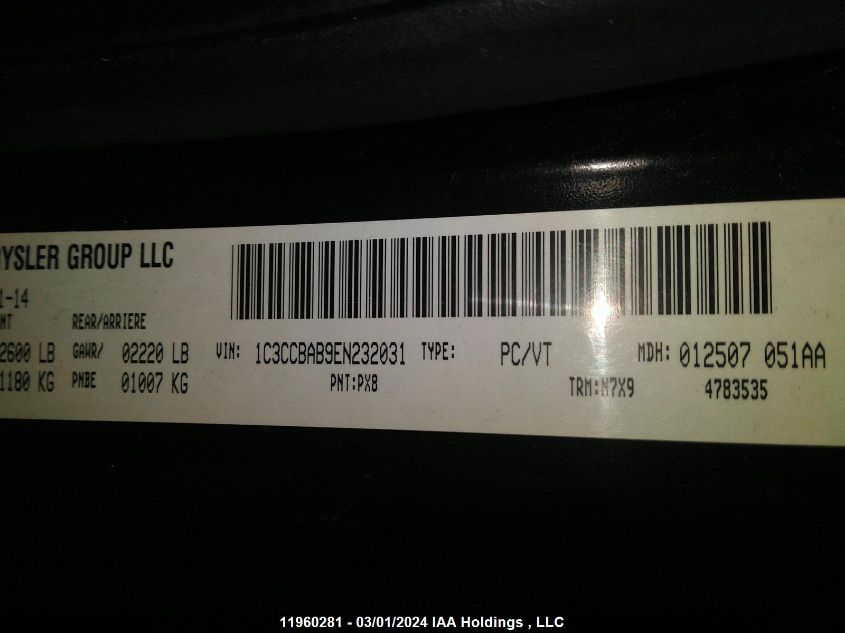 YSLER GROUP LLC
1-14
NT REAR/ARRIERE
2600 LB GAWR/ 02220 LB VIN: 1C3CCBAB9EN232031 TYPE: PC/VT MDH: 012507 051AA
1180 KG PNBE 01007 KG PNT:PX8 TRM:N7X9 4783535
11960281 - 03/01/2024 IAA Holdings , LLC